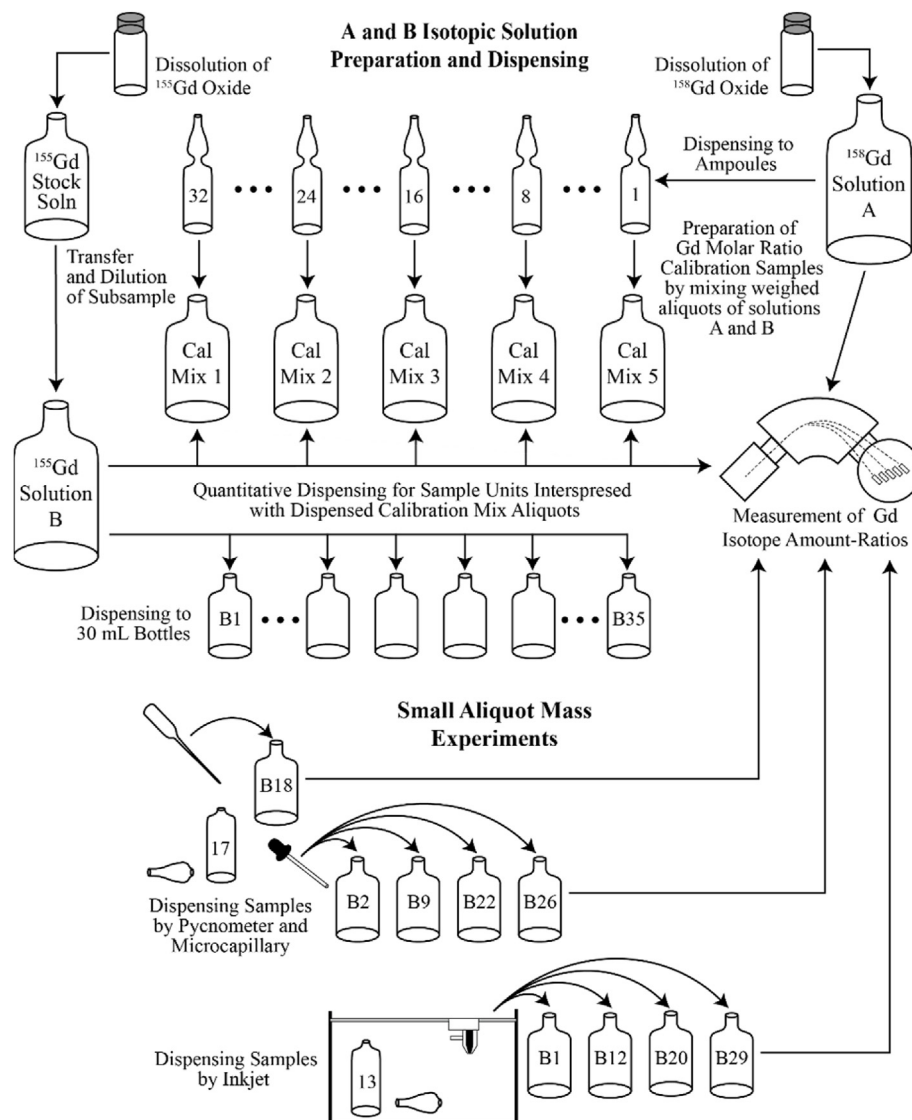 A and B Isotopic Solution
Preparation and Dispensing
Dissolution of
¹⁵⁵Gd Oxide
Dissolution of
¹⁵⁸Gd Oxide
¹⁵⁵Gd
Stock
Soln
32
24
16
8
1
Dispensing to
Ampoules
¹⁵⁸Gd
Solution
A
Transfer
and Dilution
of Subsample
Preparation of
Gd Molar Ratio
Calibration Samples
by mixing weighed
aliquots of solutions
A and B
Cal
Mix 1
Cal
Mix 2
Cal
Mix 3
Cal
Mix 4
Cal
Mix 5
¹⁵⁵Gd
Solution
B
Quantitative Dispensing for Sample Units Interspresed
with Dispensed Calibration Mix Aliquots
Measurement of Gd
Isotope Amount-Ratios
Dispensing to
30 mL Bottles
B1
B35
Small Aliquot Mass
Experiments
B18
17
B2
B9
B22
B26
Dispensing Samples
by Pycnometer and
Microcapillary
B1
B12
B20
B29
Dispensing Samples
by Inkjet
13